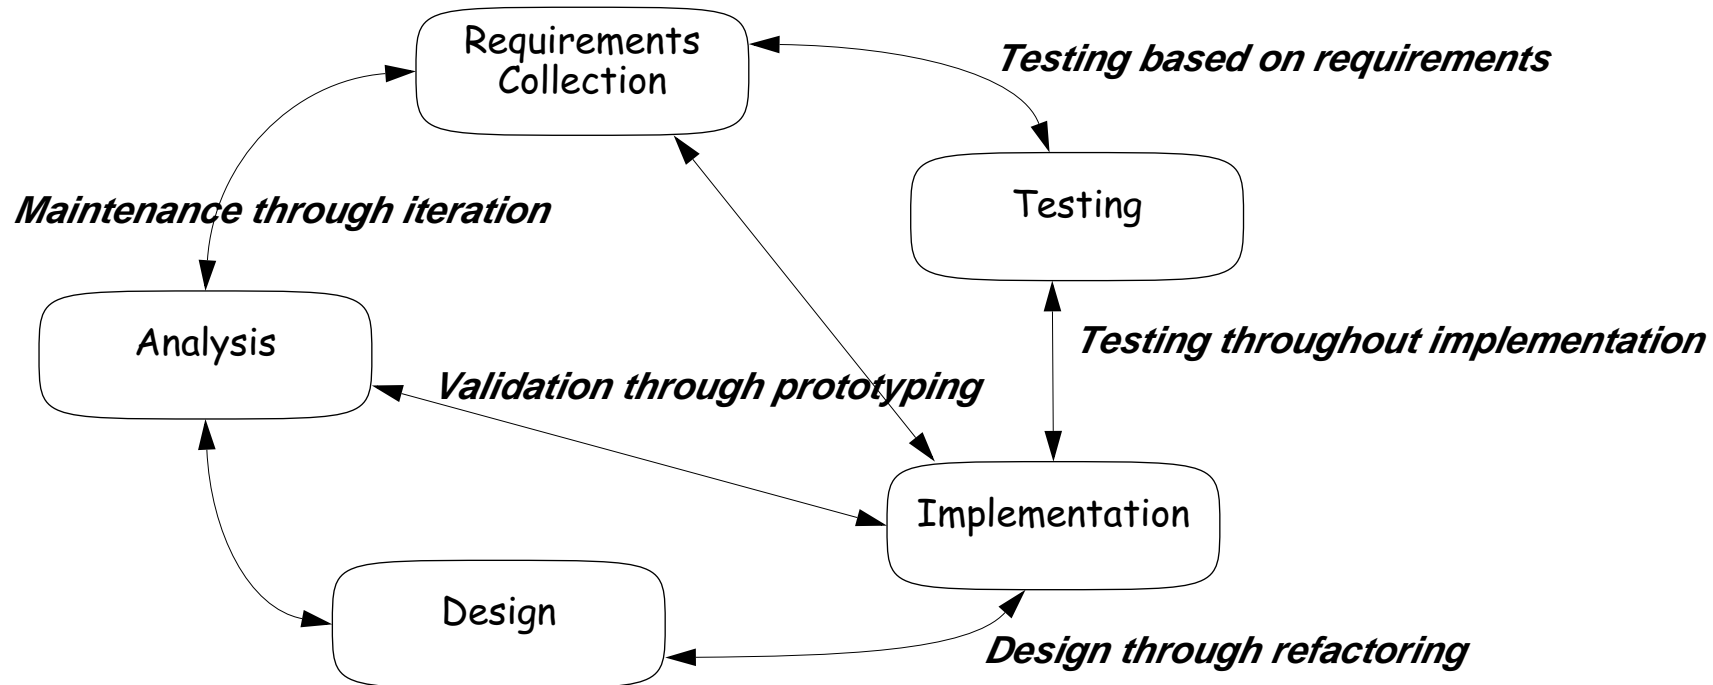 Requirements
Collection
Testing based on requirements
Testing
Maintenance through iteration
Analysis
Testing throughout implementation
Validation through prototyping
Implementation
Design
Design through refactoring